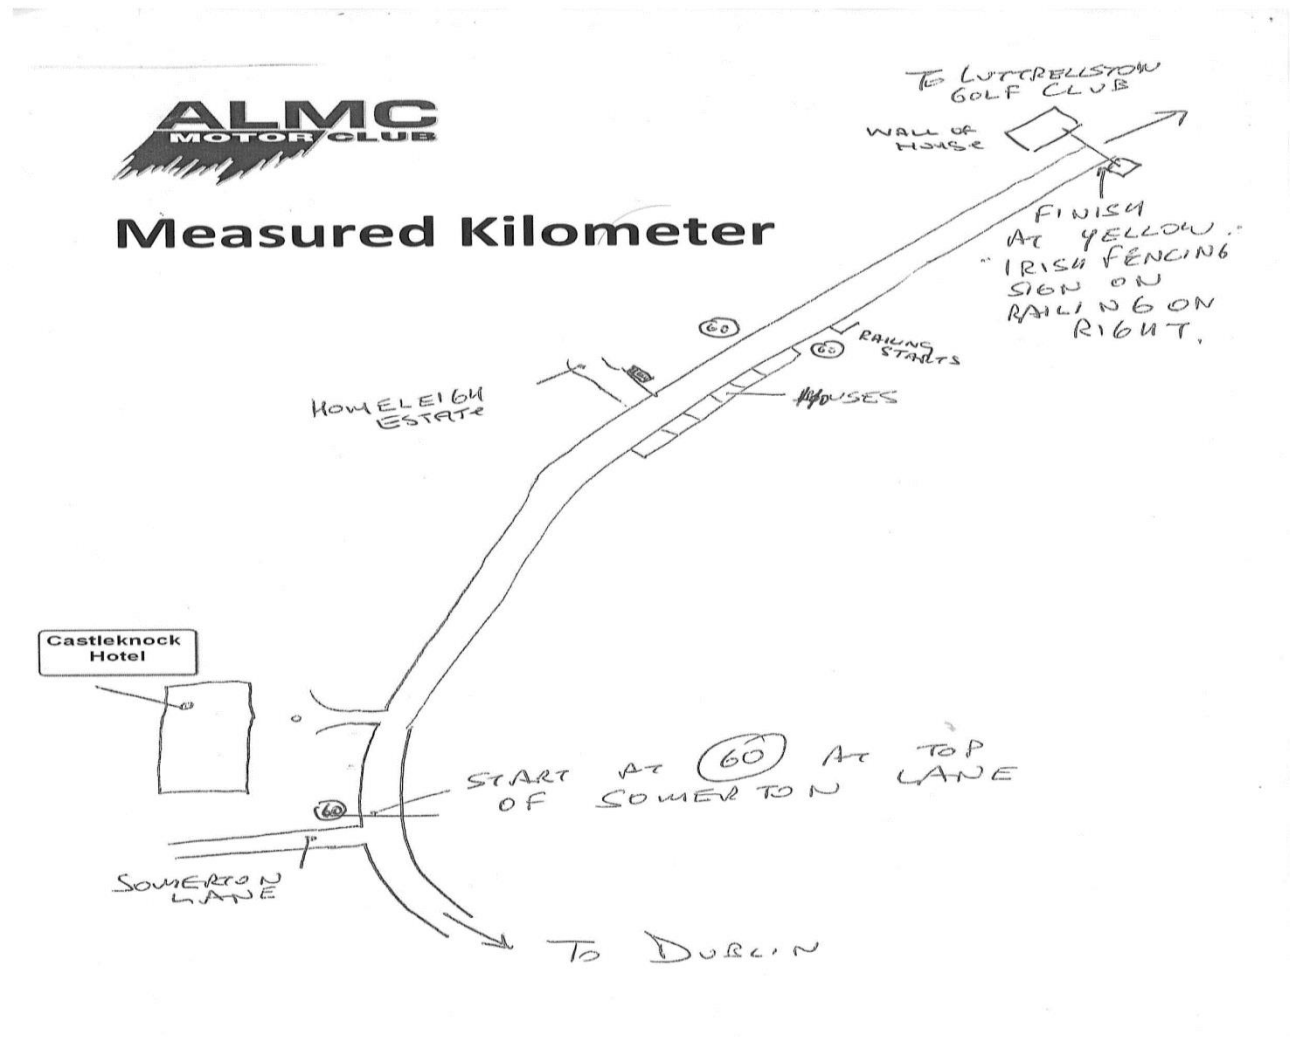 TO LUTTRELLSTOWN
GOLF CLUB
WALL OF
HOUSE
ALMC
MOTOR CLUB
Measured Kilometer
FINISH
AT YELLOW
"IRISH FENCING"
SIGN ON
RAILING ON
RIGHT.
60
RAILING
STARTS
60
HOUSES
HOMELEIGH
ESTATE
Castleknock
Hotel
START AT 60 AT TOP
OF SOMERTON LANE
60
SOMERTON
LANE
TO DUBLIN